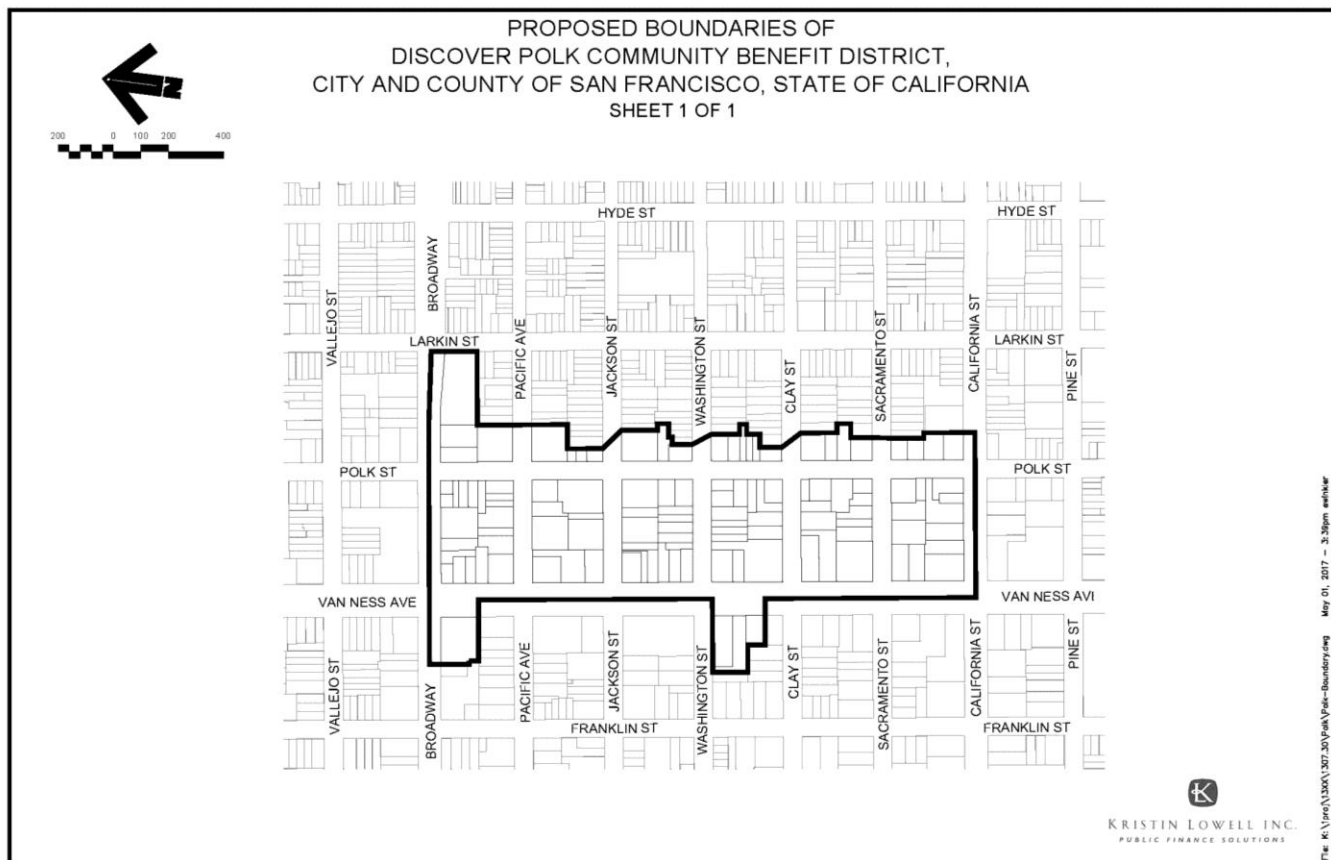 PROPOSED BOUNDARIES OF
DISCOVER POLK COMMUNITY BENEFIT DISTRICT,
CITY AND COUNTY OF SAN FRANCISCO, STATE OF CALIFORNIA
SHEET 1 OF 1
N
200 0 100 200 400
HYDE ST
HYDE ST
VALLEJO ST
BROADWAY
PACIFIC AVE
JACKSON ST
WASHINGTON ST
CLAY ST
SACRAMENTO ST
CALIFORNIA ST
PINE ST
LARKIN ST
LARKIN ST
POLK ST
POLK ST
VAN NESS AVE
VAN NESS AVI
VALLEJO ST
BROADWAY
PACIFIC AVE
JACKSON ST
WASHINGTON ST
CLAY ST
SACRAMENTO ST
CALIFORNIA ST
PINE ST
FRANKLIN ST
FRANKLIN ST
KL
KRISTIN LOWELL INC.
PUBLIC FINANCE SOLUTIONS
May 01, 2017 - 3:39pm